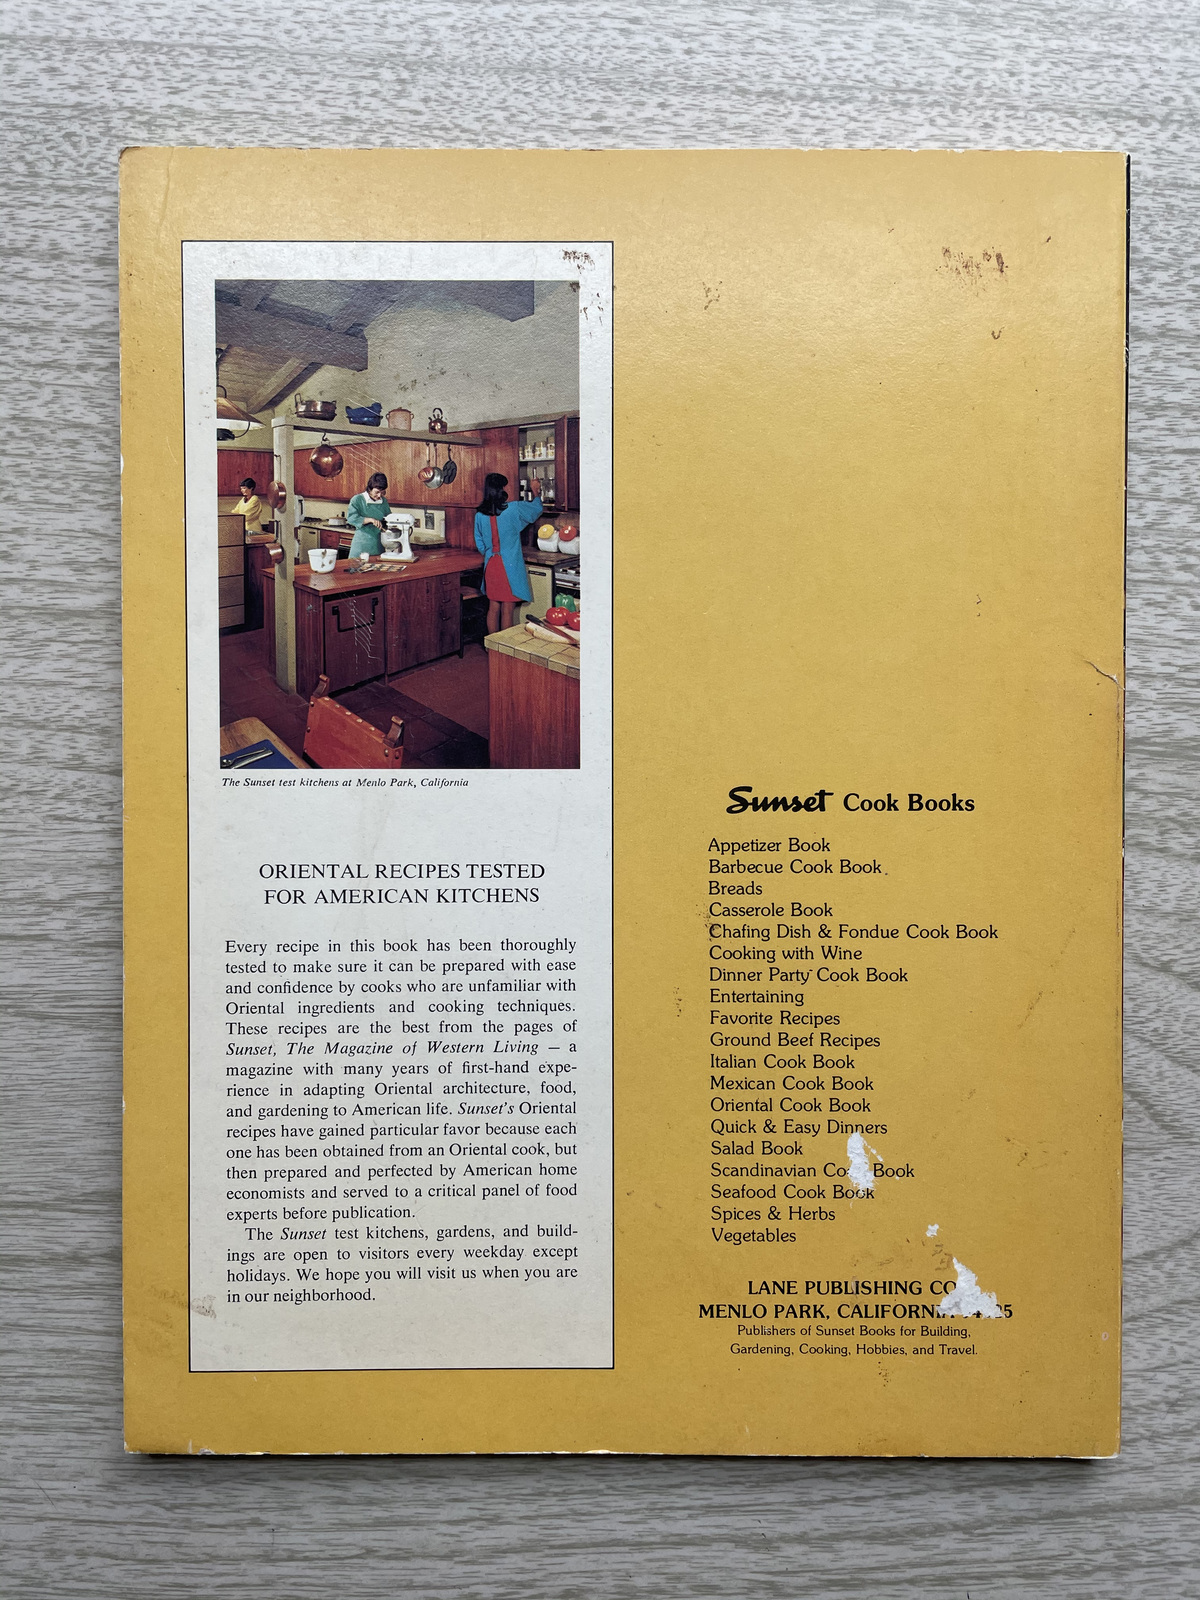 The Sunset test kitchens at Menlo Park, California
ORIENTAL RECIPES TESTED
FOR AMERICAN KITCHENS
Every recipe in this book has been thoroughly
tested to make sure it can be prepared with ease
and confidence by cooks who are unfamiliar with
Oriental ingredients and cooking techniques.
These recipes are the best from the pages of
Sunset, The Magazine of Western Living — a
magazine with many years of first-hand expe-
rience in adapting Oriental architecture, food,
and gardening to American life. Sunset's Oriental
recipes have gained particular favor because each
one has been obtained from an Oriental cook, but
then prepared and perfected by American home
economists and served to a critical panel of food
experts before publication.
The Sunset test kitchens, gardens, and build-
ings are open to visitors every weekday except
holidays. We hope you will visit us when you are
in our neighborhood.
Sunset Cook Books
Appetizer Book
Barbecue Cook Book
Breads
Casserole Book
Chafing Dish & Fondue Cook Book
Cooking with Wine
Dinner Party Cook Book
Entertaining
Favorite Recipes
Ground Beef Recipes
Italian Cook Book
Mexican Cook Book
Oriental Cook Book
Quick & Easy Dinners
Salad Book
Scandinavian Book
Seafood Cook Book
Spices & Herbs
Vegetables
LANE PUBLISHING CO
MENLO PARK, CALIFORNIA
Publishers of Sunset Books for Building,
Gardening, Cooking, Hobbies, and Travel.